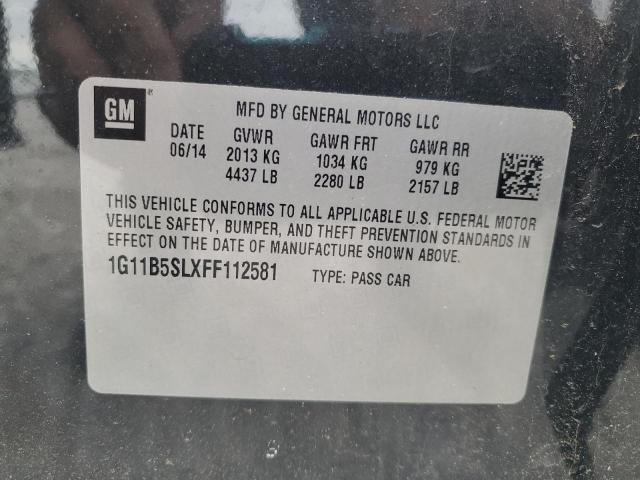 GM ®
MFD BY GENERAL MOTORS LLC
DATE GVWR GAWR FRT GAWR RR
06/14 2013 KG 1034 KG 979 KG
4437 LB 2280 LB 2157 LB
THIS VEHICLE CONFORMS TO ALL APPLICABLE U.S. FEDERAL MOTOR
VEHICLE SAFETY, BUMPER, AND THEFT PREVENTION STANDARDS IN
EFFECT ON THE DATE OF MANUFACTURE SHOWN ABOVE.
1G11B5SLXFF112581 TYPE: PASS CAR